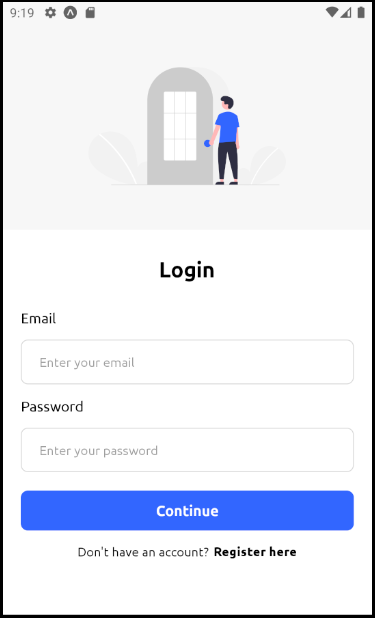 9:19
Login
Email
Enter your email
Password
Enter your password
Continue
Don't have an account? Register here